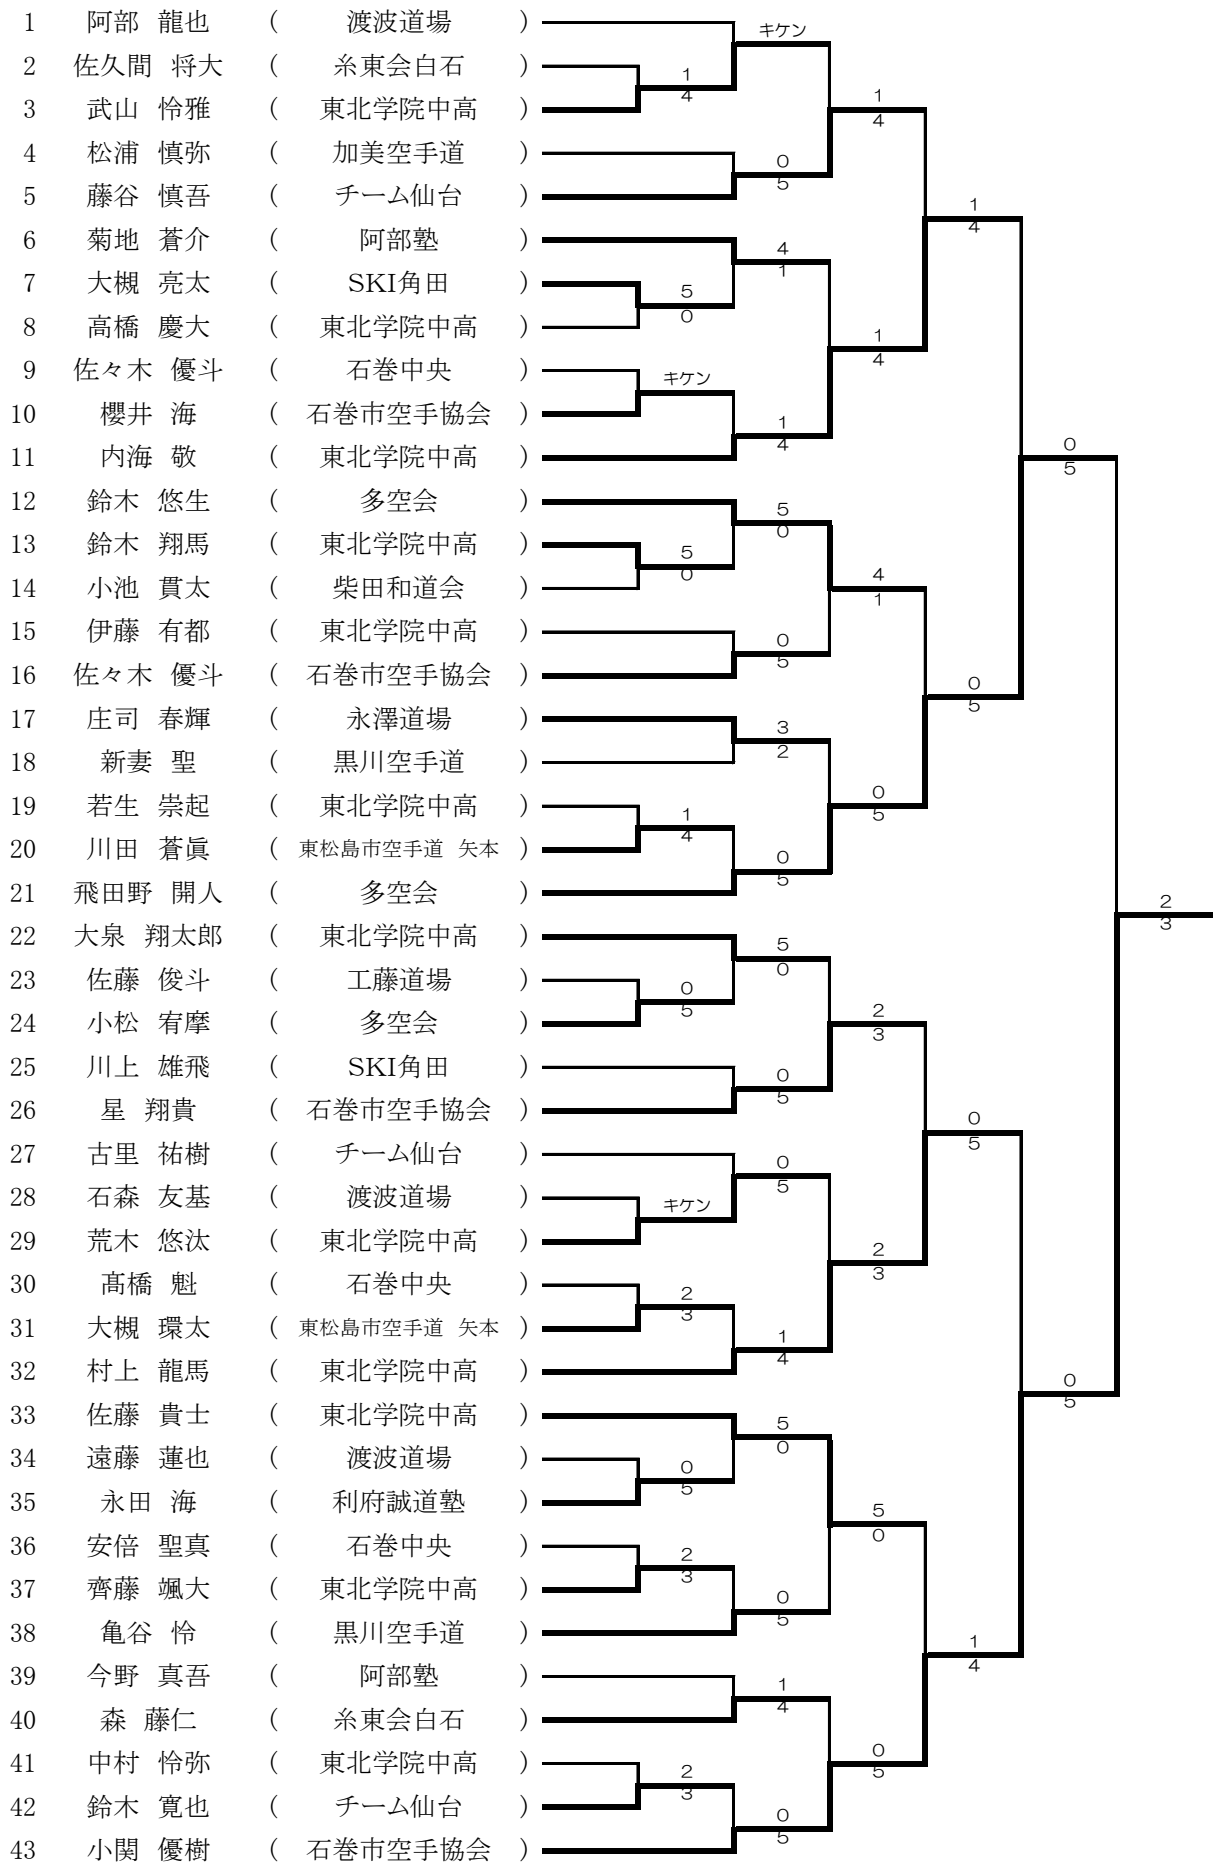 1 阿部 龍也 ( 渡波道場 )
キケン
2 佐久間 将大 ( 糸東会白石 )
1
4
3 武山 怜雅 ( 東北学院中高 )
1
4
4 松浦 慎弥 ( 加美空手道 )
0
5
5 藤谷 慎吾 ( チーム仙台 )
1
4
6 菊地 蒼介 ( 阿部塾 )
4
1
7 大槻 亮太 ( SKI角田 )
5
0
8 高橋 慶大 ( 東北学院中高 )
1
4
9 佐々木 優斗 ( 石巻中央 )
キケン
10 櫻井 海 ( 石巻市空手協会 )
1
4
11 内海 敬 ( 東北学院中高 )
0
5
12 鈴木 悠生 ( 多空会 )
5
0
13 鈴木 翔馬 ( 東北学院中高 )
5
0
14 小池 貫太 ( 柴田和道会 )
4
1
15 伊藤 有都 ( 東北学院中高 )
0
5
16 佐々木 優斗 ( 石巻市空手協会 )
0
5
17 庄司 春輝 ( 永澤道場 )
3
2
18 新妻 聖 ( 黒川空手道 )
19 若生 崇起 ( 東北学院中高 )
0
5
1
4
20 川田 蒼眞 ( 東松島市空手道 矢本 )
0
5
21 飛田野 開人 ( 多空会 )
2
3
22 大泉 翔太郎 ( 東北学院中高 )
5
0
23 佐藤 俊斗 ( 工藤道場 )
0
5
24 小松 宥摩 ( 多空会 )
2
3
25 川上 雄飛 ( SKI角田 )
0
5
26 星 翔貴 ( 石巻市空手協会 )
0
5
27 古里 祐樹 ( チーム仙台 )
0
5
28 石森 友基 ( 渡波道場 )
キケン
29 荒木 悠汰 ( 東北学院中高 )
2
3
30 髙橋 魁 ( 石巻中央 )
2
3
31 大槻 環太 ( 東松島市空手道 矢本 )
1
4
32 村上 龍馬 ( 東北学院中高 )
0
5
33 佐藤 貴士 ( 東北学院中高 )
5
0
34 遠藤 蓮也 ( 渡波道場 )
0
5
35 永田 海 ( 利府誠道塾 )
5
0
36 安倍 聖真 ( 石巻中央 )
2
3
37 齊藤 颯大 ( 東北学院中高 )
0
5
38 亀谷 怜 ( 黒川空手道 )
1
4
39 今野 真吾 ( 阿部塾 )
1
4
40 森 藤仁 ( 糸東会白石 )
0
5
41 中村 怜弥 ( 東北学院中高 )
2
3
42 鈴木 寛也 ( チーム仙台 )
0
5
43 小関 優樹 ( 石巻市空手協会 )